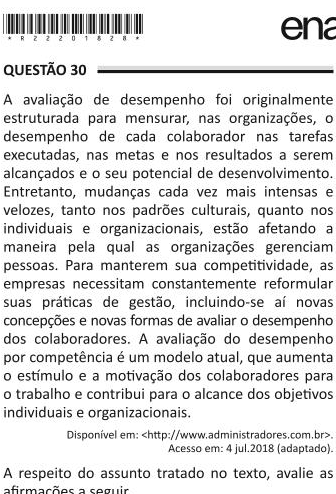 * R 2 2 2 0 1 8 2 8 *
ena
QUESTÃO 30
A avaliação de desempenho foi originalmente
estruturada para mensurar, nas organizações, o
desempenho de cada colaborador nas tarefas
executadas, nas metas e nos resultados a serem
alcançados e o seu potencial de desenvolvimento.
Entretanto, mudanças cada vez mais intensas e
velozes, tanto nos padrões culturais, quanto nos
individuais e organizacionais, estão afetando a
maneira pela qual as organizações gerenciam
pessoas. Para manterem sua competitividade, as
empresas necessitam constantemente reformular
suas práticas de gestão, incluindo-se aí novas
concepções e novas formas de avaliar o desempenho
dos colaboradores. A avaliação do desempenho
por competência é um modelo atual, que aumenta
o estímulo e a motivação dos colaboradores para
o trabalho e contribui para o alcance dos objetivos
individuais e organizacionais.
Disponível em: <http://www.administradores.com.br>.
Acesso em: 4 jul.2018 (adaptado).
A respeito do assunto tratado no texto, avalie as
afirmações a seguir